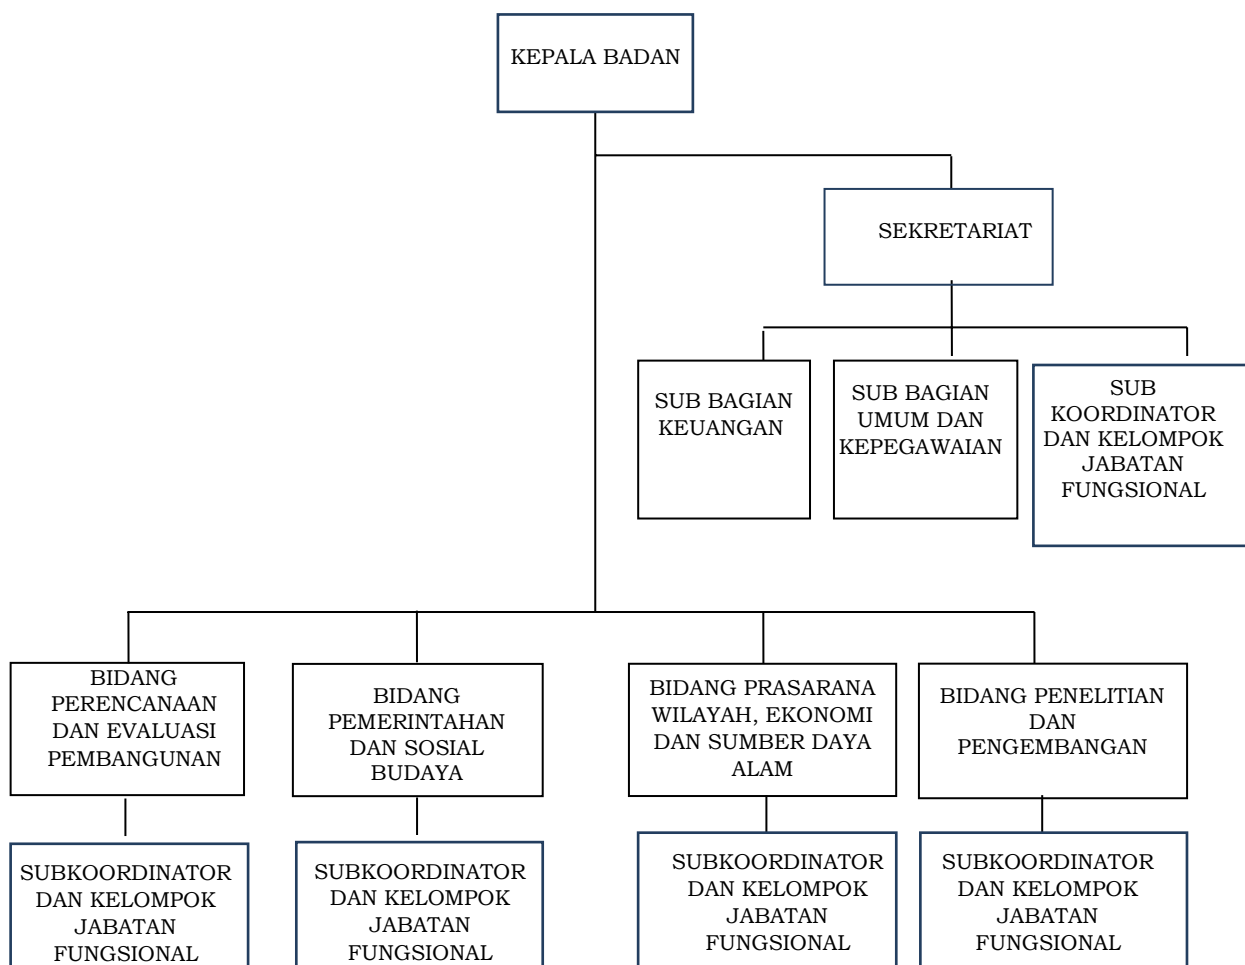 KEPALA BADAN
SEKRETARIAT
SUB BAGIAN
KEUANGAN
SUB BAGIAN
UMUM DAN
KEPEGAWAIAN
SUB
KOORDINATOR
DAN KELOMPOK
JABATAN
FUNGSIONAL
BIDANG
PERENCANAAN
DAN EVALUASI
PEMBANGUNAN
BIDANG
PEMERINTAHAN
DAN SOSIAL
BUDAYA
BIDANG PRASARANA
WILAYAH, EKONOMI
DAN SUMBER DAYA
ALAM
BIDANG PENELITIAN
DAN
PENGEMBANGAN
SUBKOORDINATOR
DAN KELOMPOK
JABATAN
FUNGSIONAL
SUBKOORDINATOR
DAN KELOMPOK
JABATAN
FUNGSIONAL
SUBKOORDINATOR
DAN KELOMPOK
JABATAN
FUNGSIONAL
SUBKOORDINATOR
DAN KELOMPOK
JABATAN
FUNGSIONAL